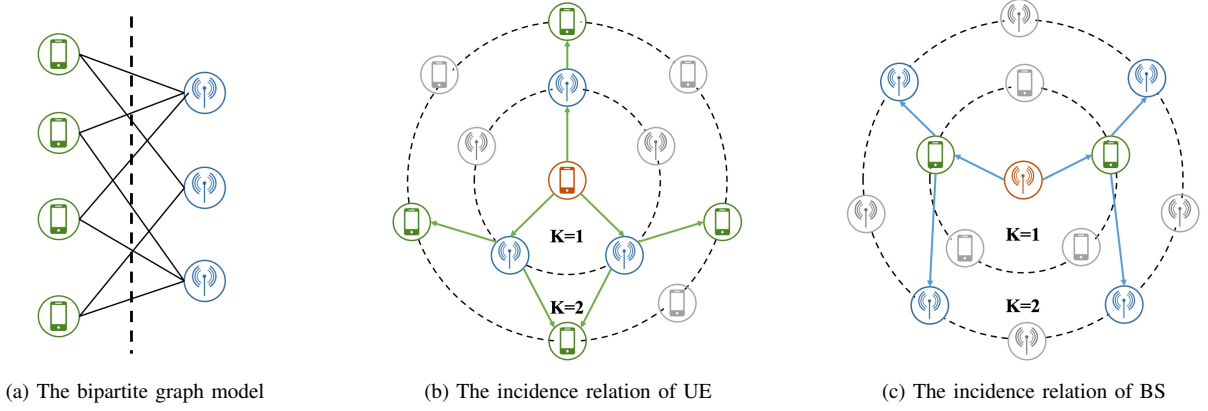 K=1
K=2
K=1
K=2
(a) The bipartite graph model
(b) The incidence relation of UE
(c) The incidence relation of BS